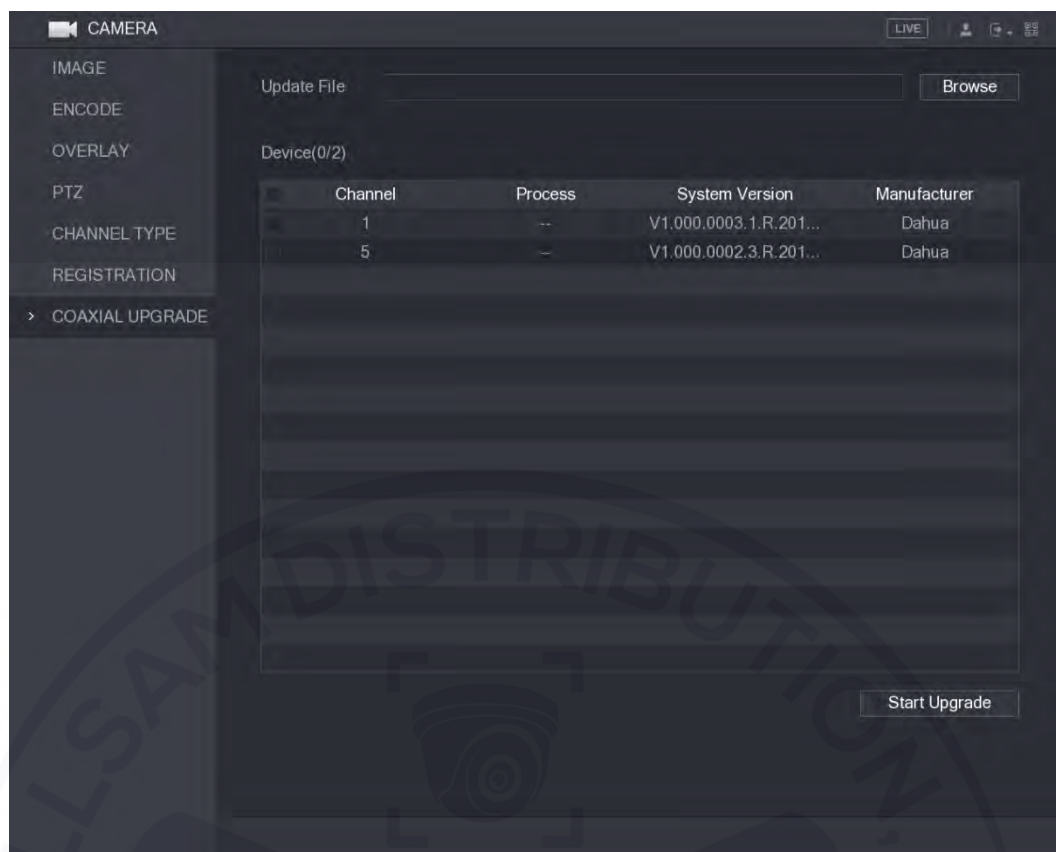 CAMERA LIVE
IMAGE
ENCODE
OVERLAY
PTZ
CHANNEL TYPE
REGISTRATION
COAXIAL UPGRADE
Update File Browse
Device(0/2)
Channel Process System Version Manufacturer
1 -- V1.000.0003.1.R.201... Dahua
5 -- V1.000.0002.3.R.201... Dahua
Start Upgrade
LLSAM DISTRIBUTION